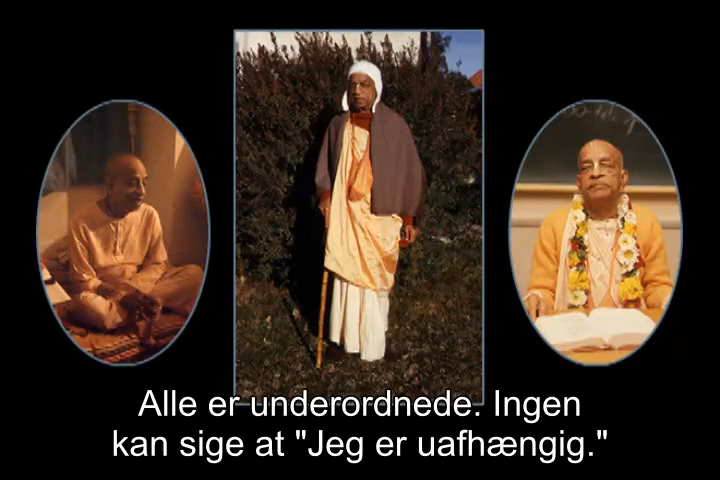 Alle er underordnede. Ingen
kan sige at "Jeg er uafhængig."